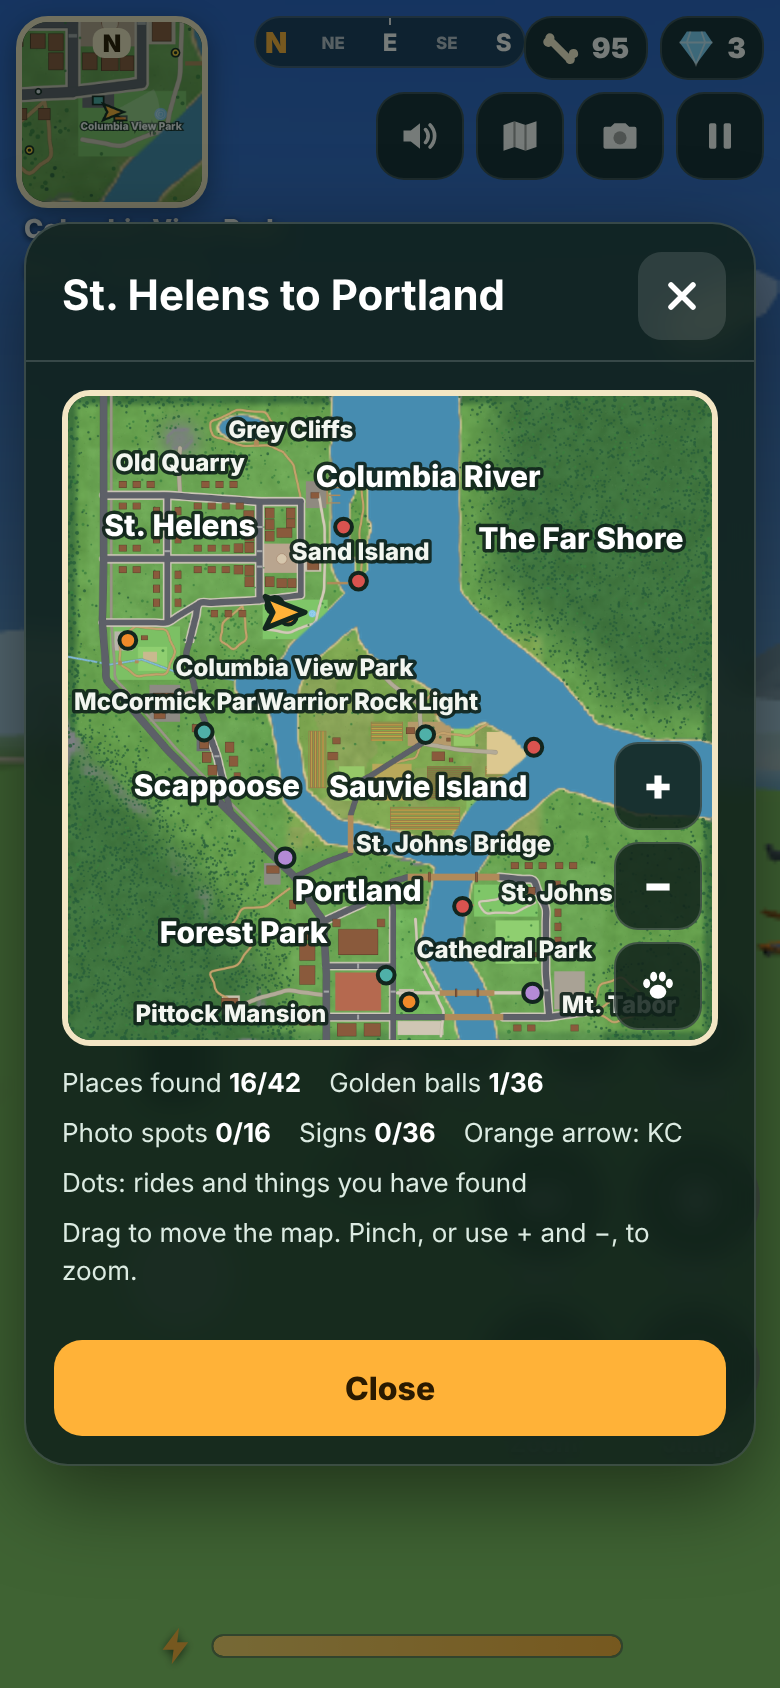 N
N NE E SE S
95
3
Columbia View Park
St. Helens to Portland
Grey Cliffs
Old Quarry
Columbia River
St. Helens
The Far Shore
Sand Island
Columbia View Park
McCormick Par
Warrior Rock Light
Scappoose
Sauvie Island
St. Johns Bridge
Portland
St. Johns
Forest Park
Cathedral Park
Pittock Mansion
Mt. Tabor
Places found 16/42 Golden balls 1/36
Photo spots 0/16 Signs 0/36 Orange arrow: KC
Dots: rides and things you have found
Drag to move the map. Pinch, or use + and −, to
zoom.
Close